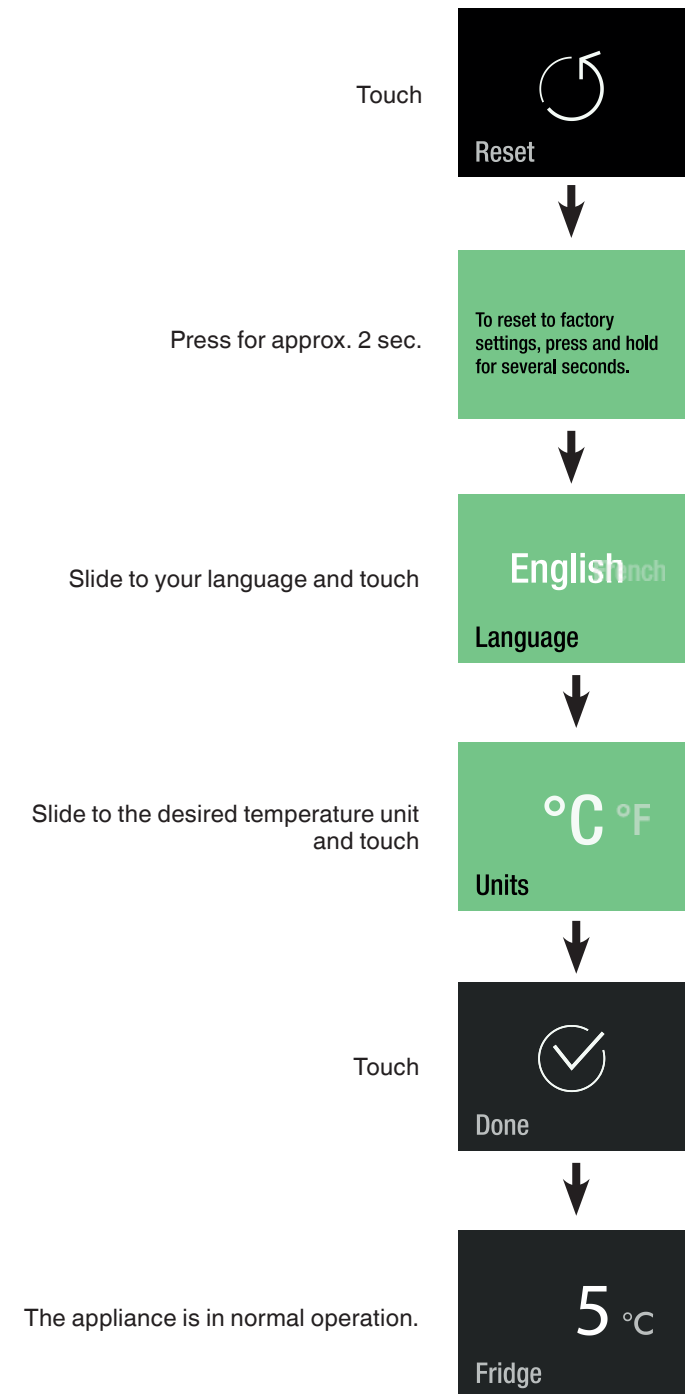 Touch
Reset
Press for approx. 2 sec.
To reset to factory
settings, press and hold
for several seconds.
Slide to your language and touch
English French
Language
Slide to the desired temperature unit
and touch
°C °F
Units
Touch
Done
The appliance is in normal operation.
5 °C
Fridge